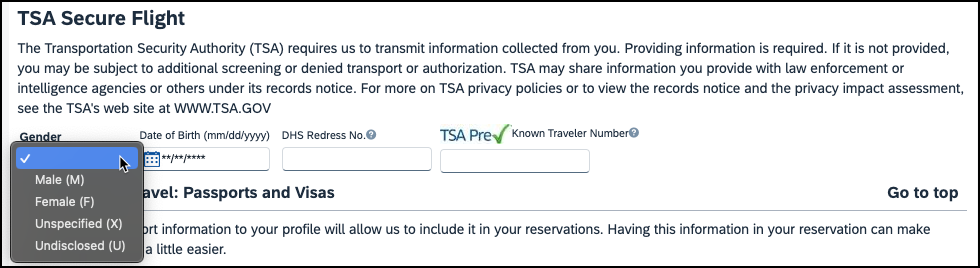 TSA Secure Flight
The Transportation Security Authority (TSA) requires us to transmit information collected from you. Providing information is required. If it is not provided,
you may be subject to additional screening or denied transport or authorization. TSA may share information you provide with law enforcement or
intelligence agencies or others under its records notice. For more on TSA privacy policies or to view the records notice and the privacy impact assessment,
see the TSA's web site at WWW.TSA.GOV
Gender Date of Birth (mm/dd/yyyy) DHS Redress No.? TSA Pre✓ Known Traveler Number?
✓ **/**/****
Male (M)
Female (F)
Unspecified (X)
Undisclosed (U)
avel: Passports and Visas Go to top
ort information to your profile will allow us to include it in your reservations. Having this information in your reservation can make
a little easier.